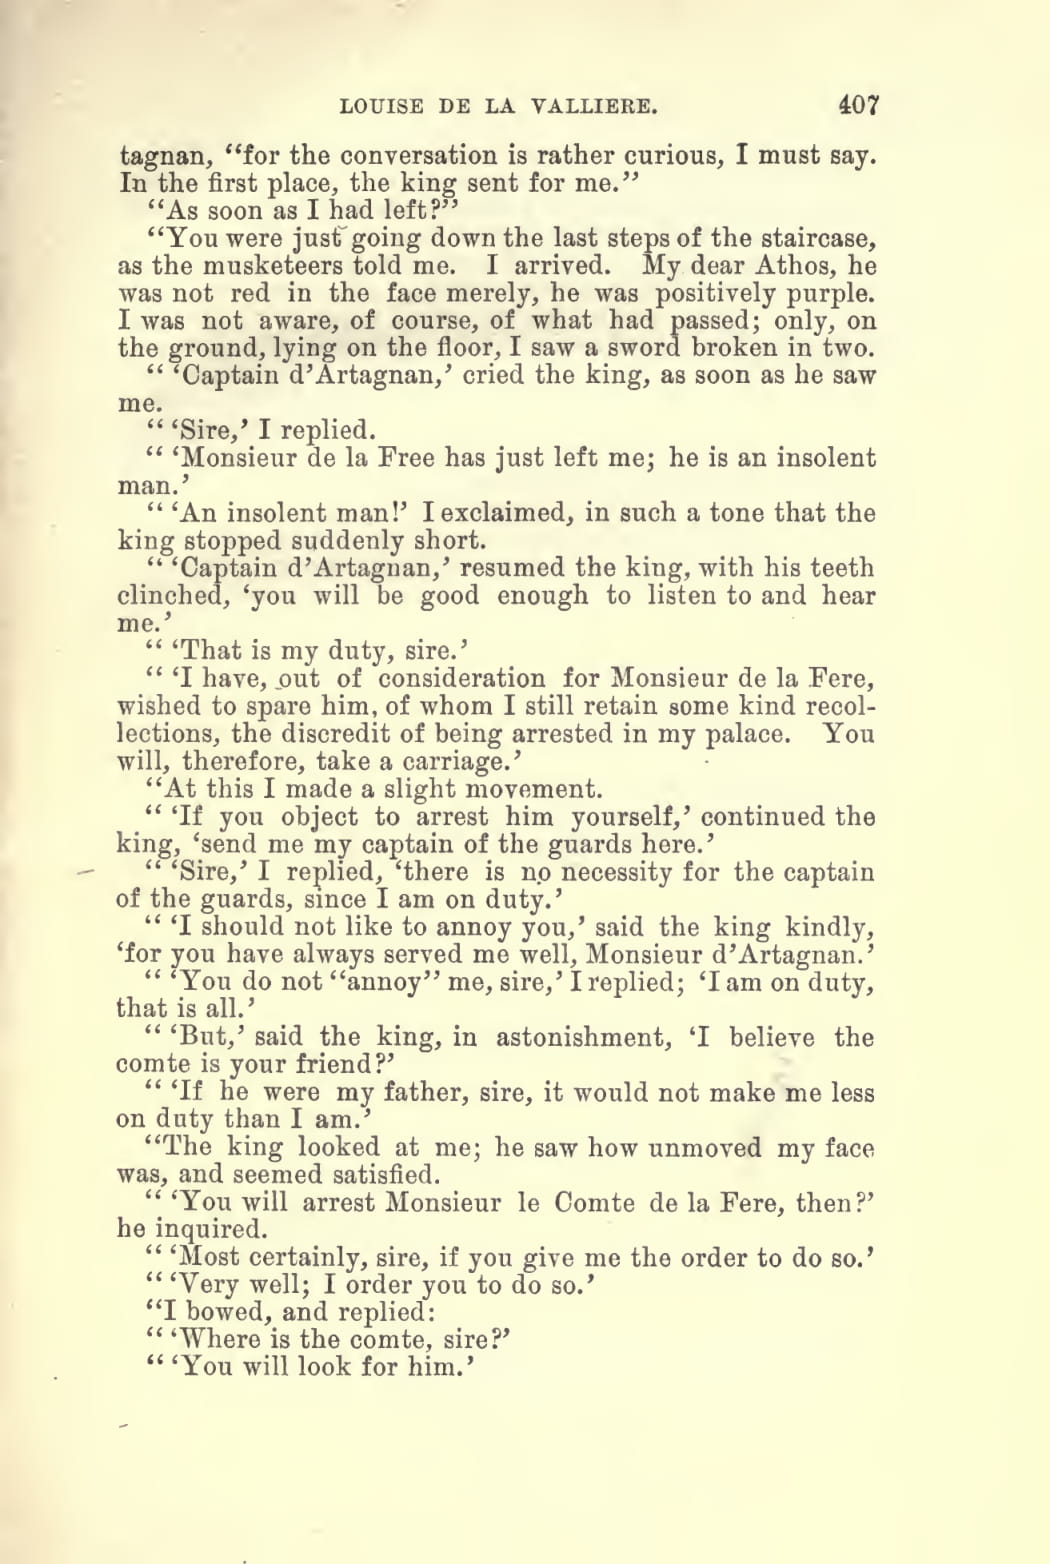 LOUISE DE LA VALLIERE. 407
tagnan, “for the conversation is rather curious, I must say.
In the first place, the king sent for me.”
“As soon as I had left?”
“You were just going down the last steps of the staircase,
as the musketeers told me. I arrived. My dear Athos, he
was not red in the face merely, he was positively purple.
I was not aware, of course, of what had passed; only, on
the ground, lying on the floor, I saw a sword broken in two.
“ ‘Captain d’Artagnan,’ cried the king, as soon as he saw
me.
“ ‘Sire,’ I replied.
“ ‘Monsieur de la Free has just left me; he is an insolent
man.’
“ ‘An insolent man!’ I exclaimed, in such a tone that the
king stopped suddenly short.
“ ‘Captain d’Artagnan,’ resumed the king, with his teeth
clinched, ‘you will be good enough to listen to and hear
me.’
“ ‘That is my duty, sire.’
“ ‘I have, out of consideration for Monsieur de la Fere,
wished to spare him, of whom I still retain some kind recol-
lections, the discredit of being arrested in my palace. You
will, therefore, take a carriage.’
“At this I made a slight movement.
“ ‘If you object to arrest him yourself,’ continued the
king, ‘send me my captain of the guards here.’
“ ‘Sire,’ I replied, ‘there is no necessity for the captain
of the guards, since I am on duty.’
“ ‘I should not like to annoy you,’ said the king kindly,
‘for you have always served me well, Monsieur d’Artagnan.’
“ ‘You do not “annoy” me, sire,’ I replied; ‘I am on duty,
that is all.’
“ ‘But,’ said the king, in astonishment, ‘I believe the
comte is your friend?’
“ ‘If he were my father, sire, it would not make me less
on duty than I am.’
“The king looked at me; he saw how unmoved my face
was, and seemed satisfied.
“ ‘You will arrest Monsieur le Comte de la Fere, then?’
he inquired.
“ ‘Most certainly, sire, if you give me the order to do so.’
“ ‘Very well; I order you to do so.’
“I bowed, and replied:
“ ‘Where is the comte, sire?’
“ ‘You will look for him.’